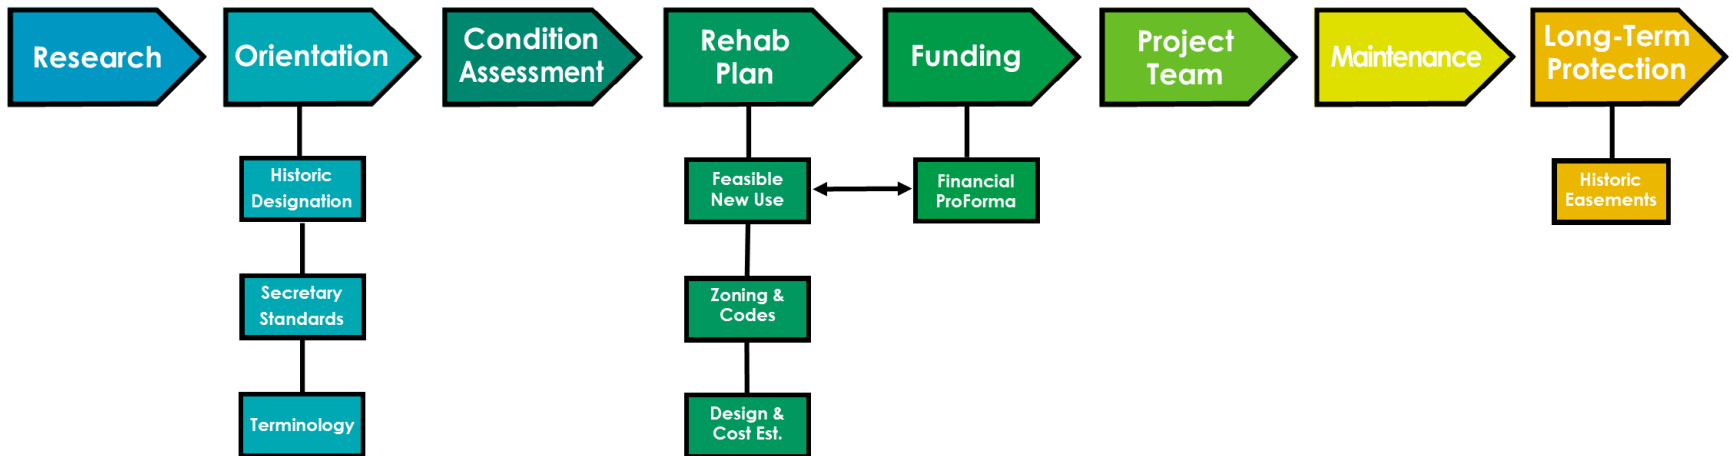 Research
Orientation
Condition
Assessment
Rehab
Plan
Funding
Project
Team
Maintenance
Long-Term
Protection
Historic
Designation
Secretary
Standards
Terminology
Feasible
New Use
Zoning &
Codes
Design &
Cost Est.
Financial
ProForma
Historic
Easements